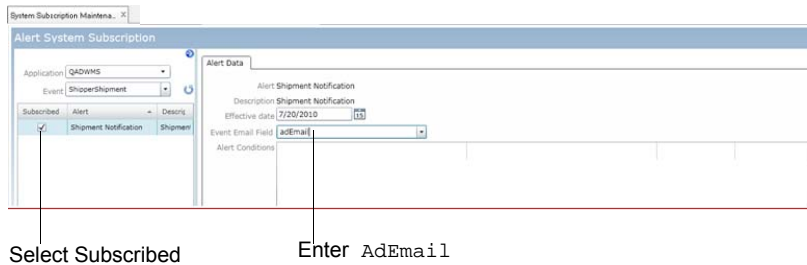 System Subscription Maintena..
Alert System Subscription
Application QADWMS
Event ShipperShipment
Subscribed Alert Descrip
Shipment Notification Shipmen
Alert Data
Alert Shipment Notification
Description Shipment Notification
Effective date 7/20/2010 15
Event Email Field adEmail
Alert Conditions
Select Subscribed
Enter AdEmail